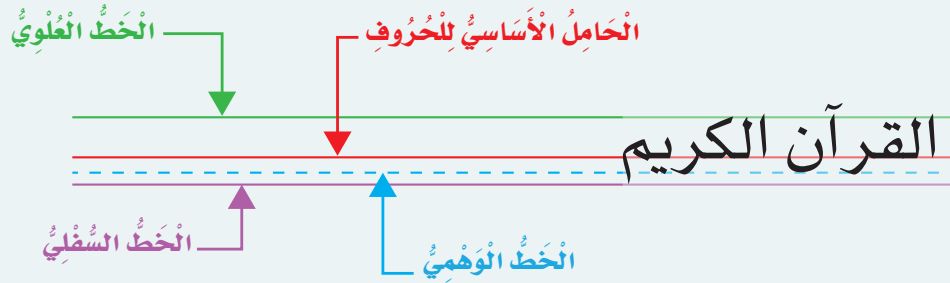 الْخَطُّ الْعُلْوِيُّ
الْحَامِلُ الْأَسَاسِيُّ لِلْحُرُوفِ
القرآن الكريم
الْخَطُّ السُّفْلِيُّ
الْخَطُّ الْوَهْمِيُّ